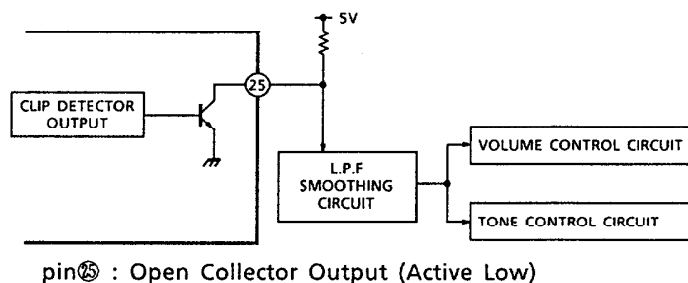 5V
25
CLIP DETECTOR
OUTPUT
L.P.F
SMOOTHING
CIRCUIT
VOLUME CONTROL CIRCUIT
TONE CONTROL CIRCUIT
pin㉕ : Open Collector Output (Active Low)